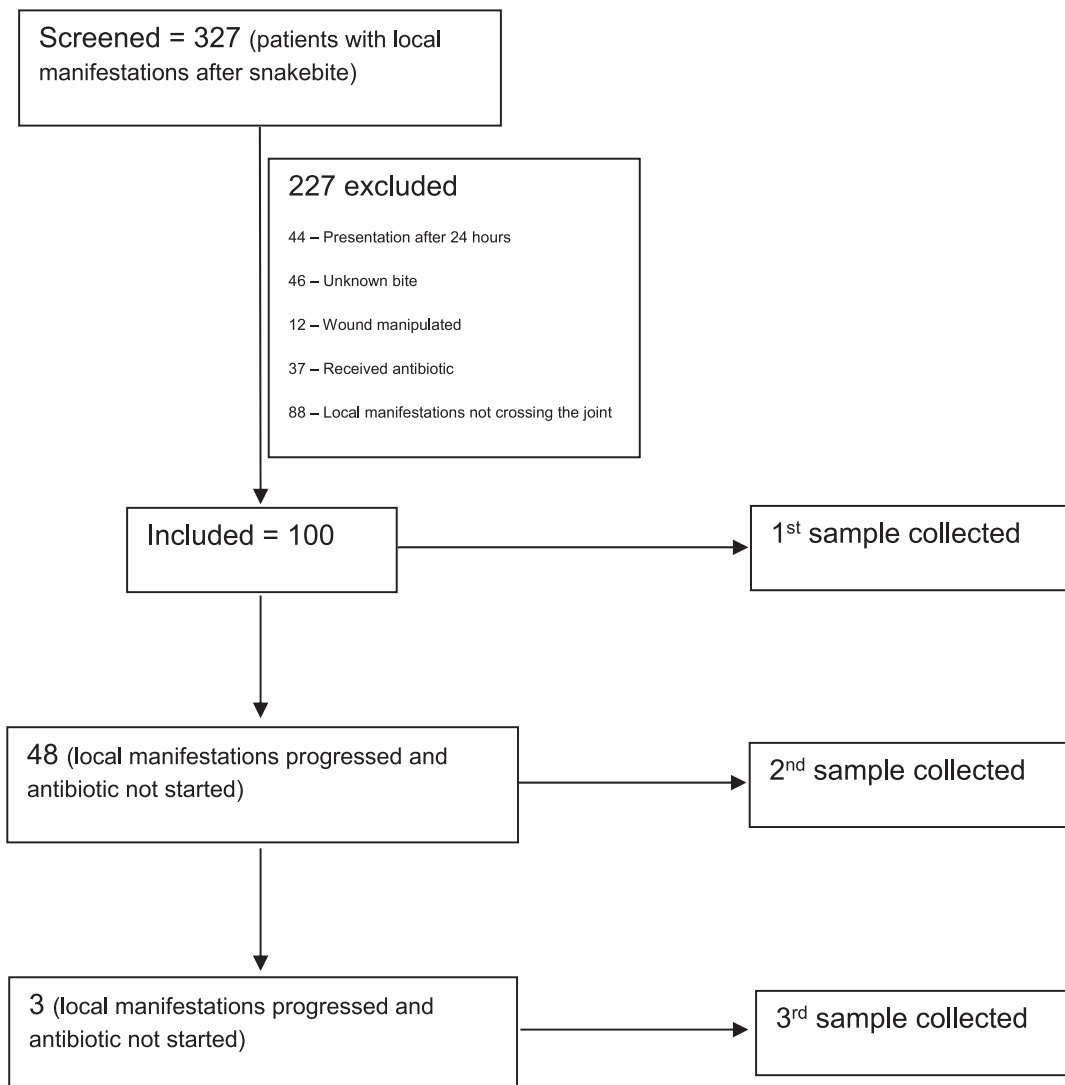 Screened = 327 (patients with local
manifestations after snakebite)
227 excluded
44 – Presentation after 24 hours
46 – Unknown bite
12 – Wound manipulated
37 – Received antibiotic
88 – Local manifestations not crossing the joint
Included = 100
1st sample collected
48 (local manifestations progressed and
antibiotic not started)
2nd sample collected
3 (local manifestations progressed and
antibiotic not started)
3rd sample collected